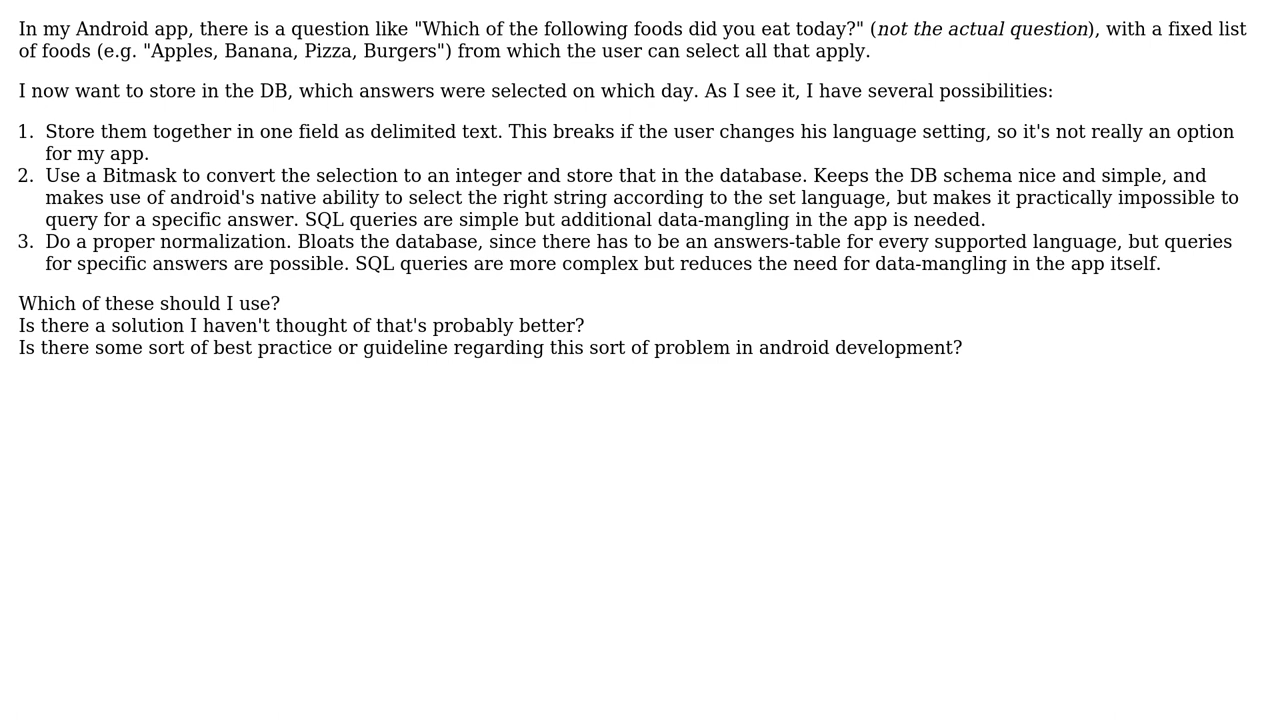 In my Android app, there is a question like "Which of the following foods did you eat today?" (not the actual question), with a fixed list
of foods (e.g. "Apples, Banana, Pizza, Burgers") from which the user can select all that apply.
I now want to store in the DB, which answers were selected on which day. As I see it, I have several possibilities:
1. Store them together in one field as delimited text. This breaks if the user changes his language setting, so it's not really an option
for my app.
2. Use a Bitmask to convert the selection to an integer and store that in the database. Keeps the DB schema nice and simple, and
makes use of android's native ability to select the right string according to the set language, but makes it practically impossible to
query for a specific answer. SQL queries are simple but additional data-mangling in the app is needed.
3. Do a proper normalization. Bloats the database, since there has to be an answers-table for every supported language, but queries
for specific answers are possible. SQL queries are more complex but reduces the need for data-mangling in the app itself.
Which of these should I use?
Is there a solution I haven't thought of that's probably better?
Is there some sort of best practice or guideline regarding this sort of problem in android development?